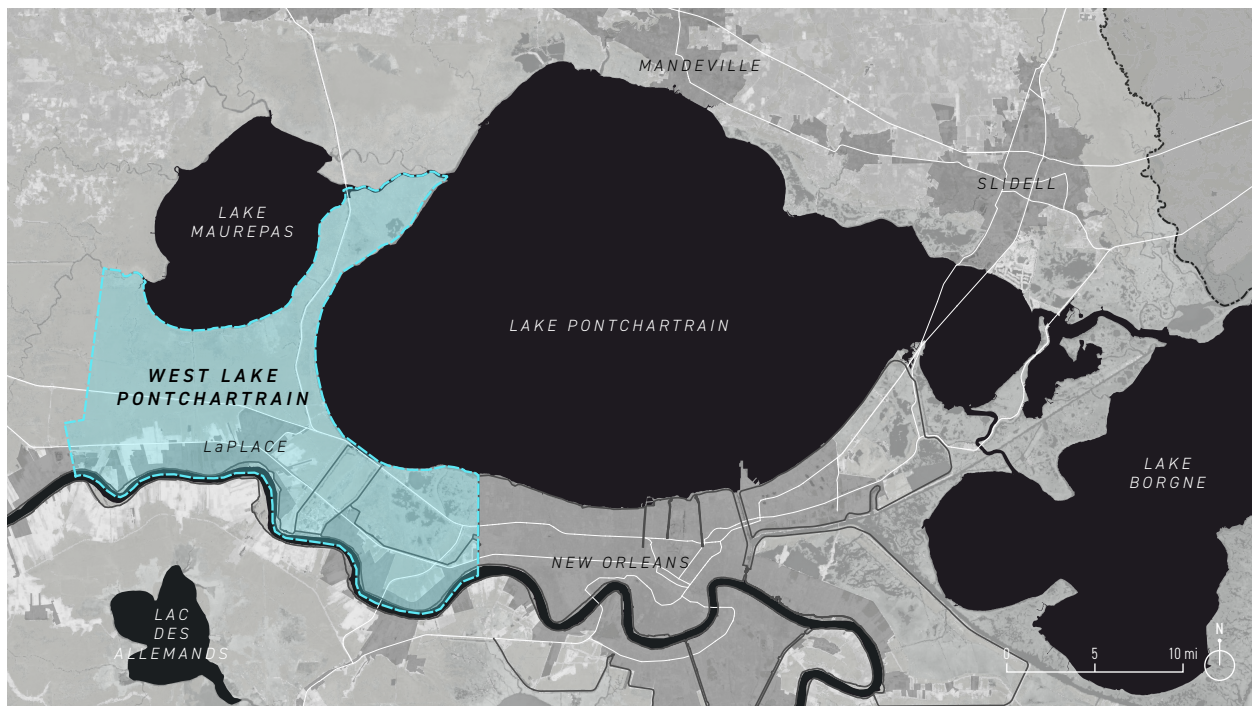 MANDEVILLE
SLIDELL
LAKE
MAUREPAS
LAKE PONTCHARTRAIN
WEST LAKE
PONTCHARTRAIN
LaPLACE
LAKE
BORGNE
NEW ORLEANS
LAC
DES
ALLEMANDS
N
0 5 10 mi